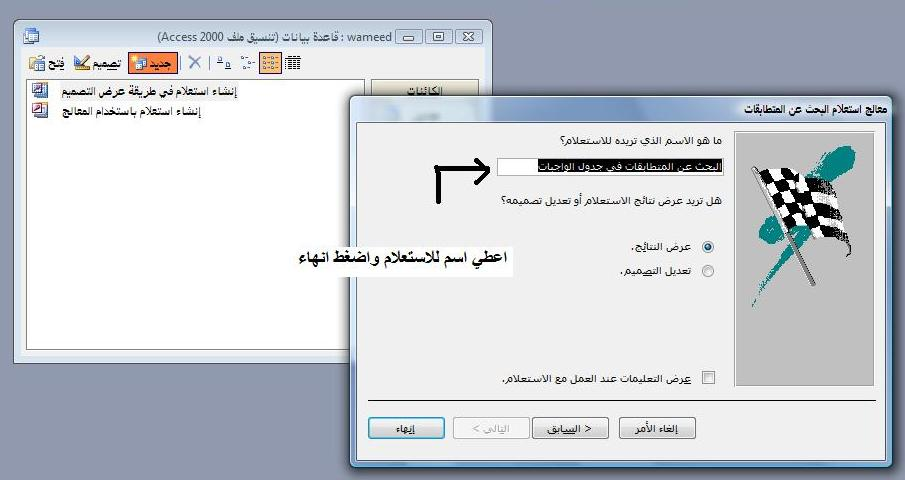 wameed : قاعدة بيانات (تنسيق ملف Access 2000)
فتح تصميم جديد
الكائنات
إنشاء استعلام في طريقة عرض التصميم
إنشاء استعلام باستخدام المعالج
معالج استعلام البحث عن المتطابقات
ما هو الاسم الذي تريده للاستعلام؟
البحث عن المتطابقات في جدول الواجبات
هل تريد عرض نتائج الاستعلام أو تعديل تصميمه؟
عرض النتائج.
تعديل التصميم.
اعطي اسم للاستعلام واضغط انهاء
عرض التعليمات عند العمل مع الاستعلام.
إلغاء الأمر
< السابق
التالي >
إنهاء